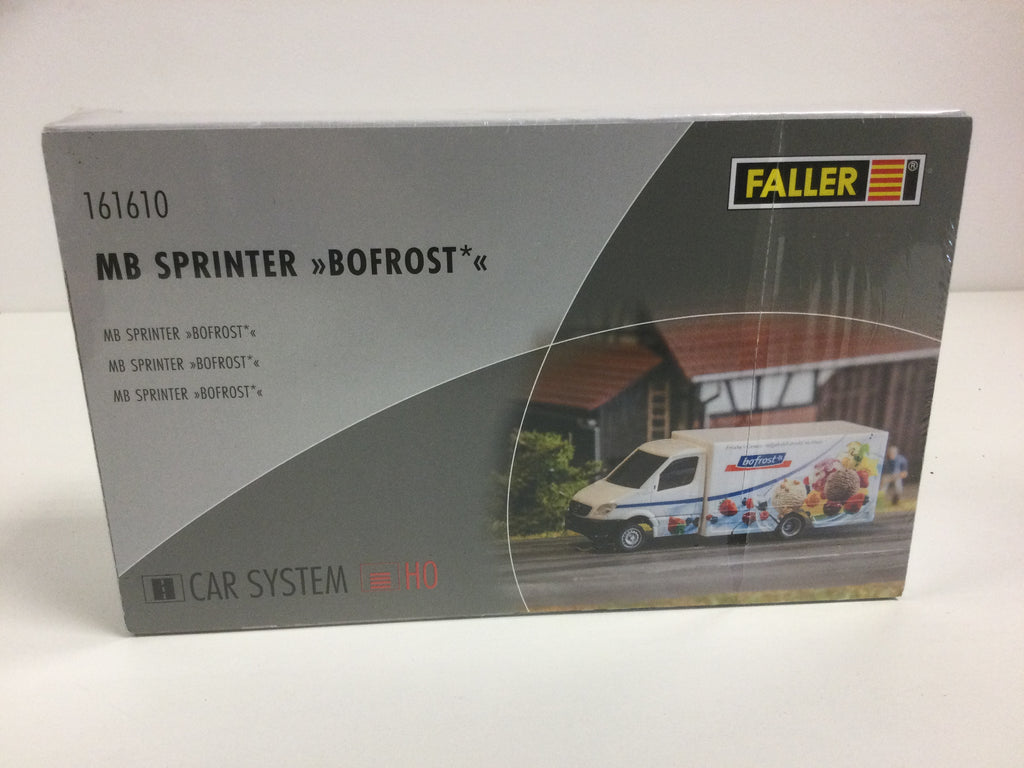 161610
FALLER ®
MB SPRINTER »BOFROST*«
MB SPRINTER »BOFROST*«
MB SPRINTER »BOFROST*«
MB SPRINTER »BOFROST*«
bofrost*
CAR SYSTEM H0